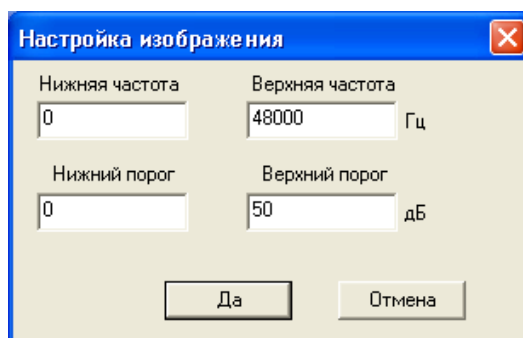 Настройка изображения
Нижняя частота Верхняя частота
0 48000 Гц
Нижний порог Верхний порог
0 50 дБ
Да Отмена